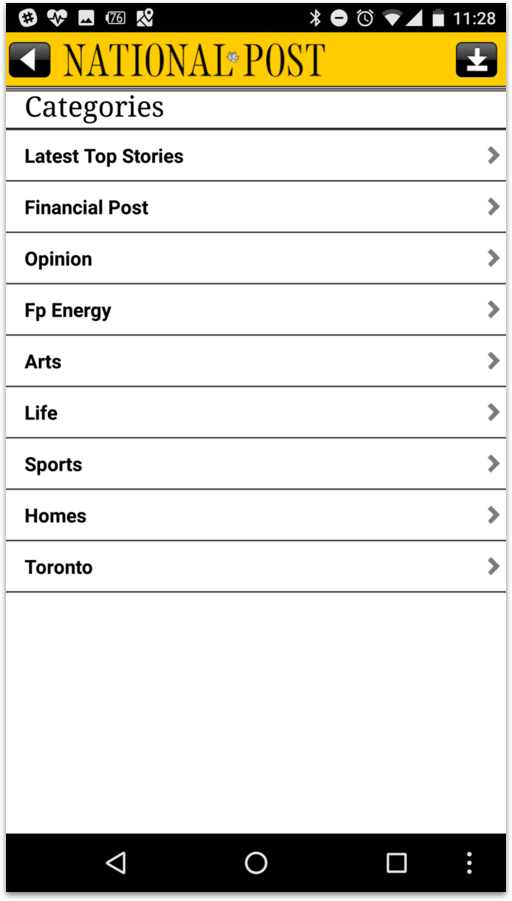 76 11:28
NATIONAL POST
Categories
Latest Top Stories
Financial Post
Opinion
Fp Energy
Arts
Life
Sports
Homes
Toronto